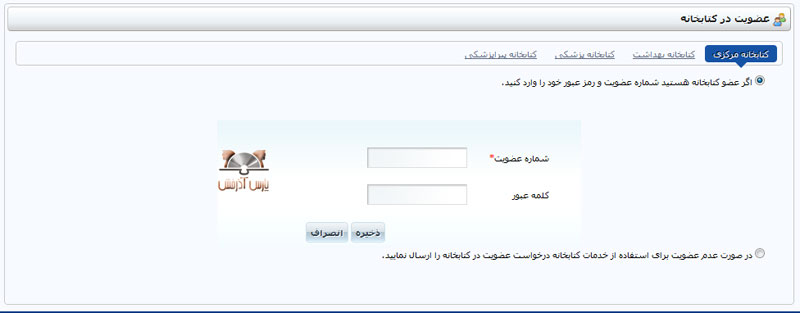 عضویت در کتابخانه
کتابخانه مرکزی کتابخانه بهداشت کتابخانه پزشکی کتابخانه پیراپزشکی
اگر عضو کتابخانه هستید شماره عضویت و رمز عبور خود را وارد کنید.
شماره عضویت*
پارس آذرخش
کلمه عبور
ذخیره انصراف
در صورت عدم عضویت برای استفاده از خدمات کتابخانه درخواست عضویت در کتابخانه را ارسال نمایید.